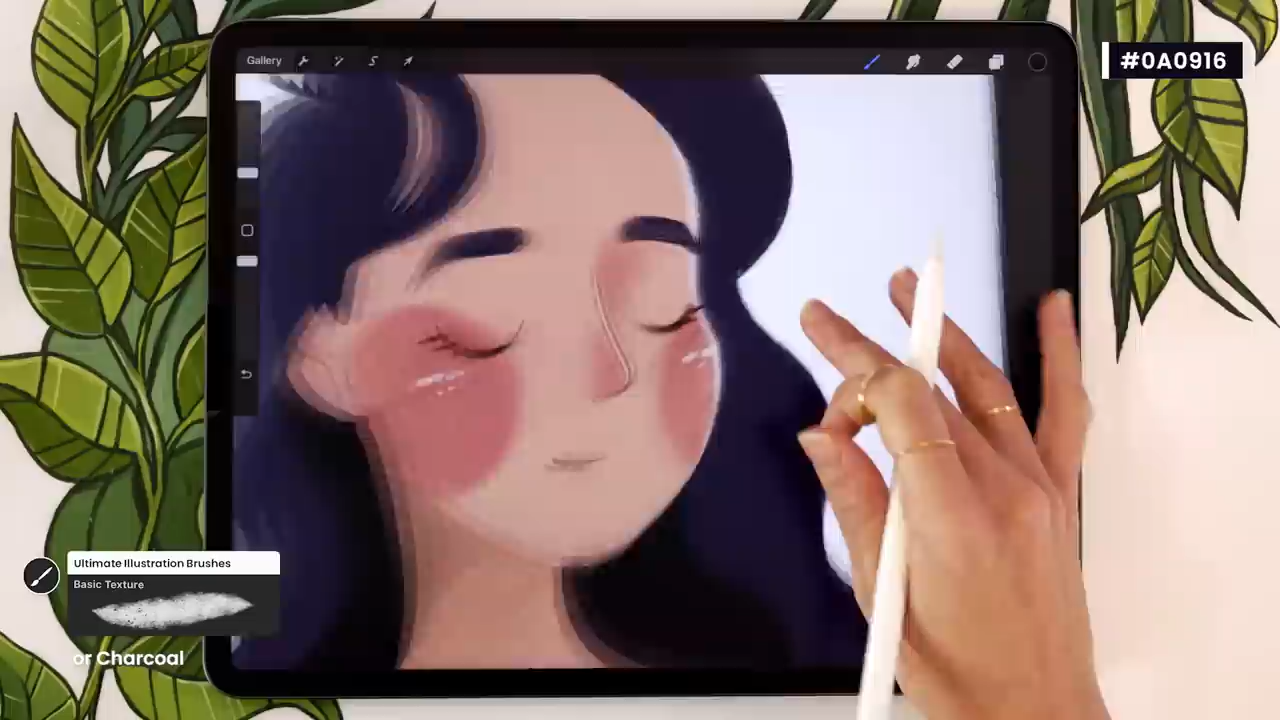 Gallery
#0A0916
Ultimate Illustration Brushes
Basic Texture
or Charcoal